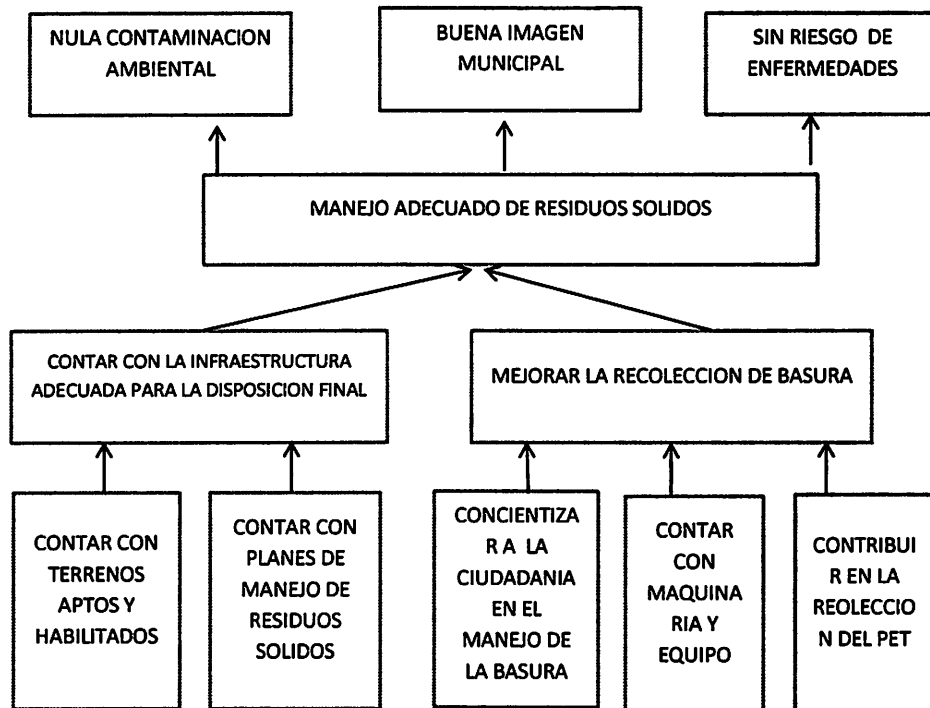 NULA CONTAMINACION
AMBIENTAL
BUENA IMAGEN
MUNICIPAL
SIN RIESGO DE
ENFERMEDADES
MANEJO ADECUADO DE RESIDUOS SOLIDOS
CONTAR CON LA INFRAESTRUCTURA
ADECUADA PARA LA DISPOSICION FINAL
MEJORAR LA RECOLECCION DE BASURA
CONTAR CON
TERRENOS
APTOS Y
HABILITADOS
CONTAR CON
PLANES DE
MANEJO DE
RESIDUOS
SOLIDOS
CONCIENTIZA
R A LA
CIUDADANIA
EN EL
MANEJO DE
LA BASURA
CONTAR
CON
MAQUINA
RIA Y
EQUIPO
CONTRIBUI
R EN LA
REOLECCIO
N DEL PET